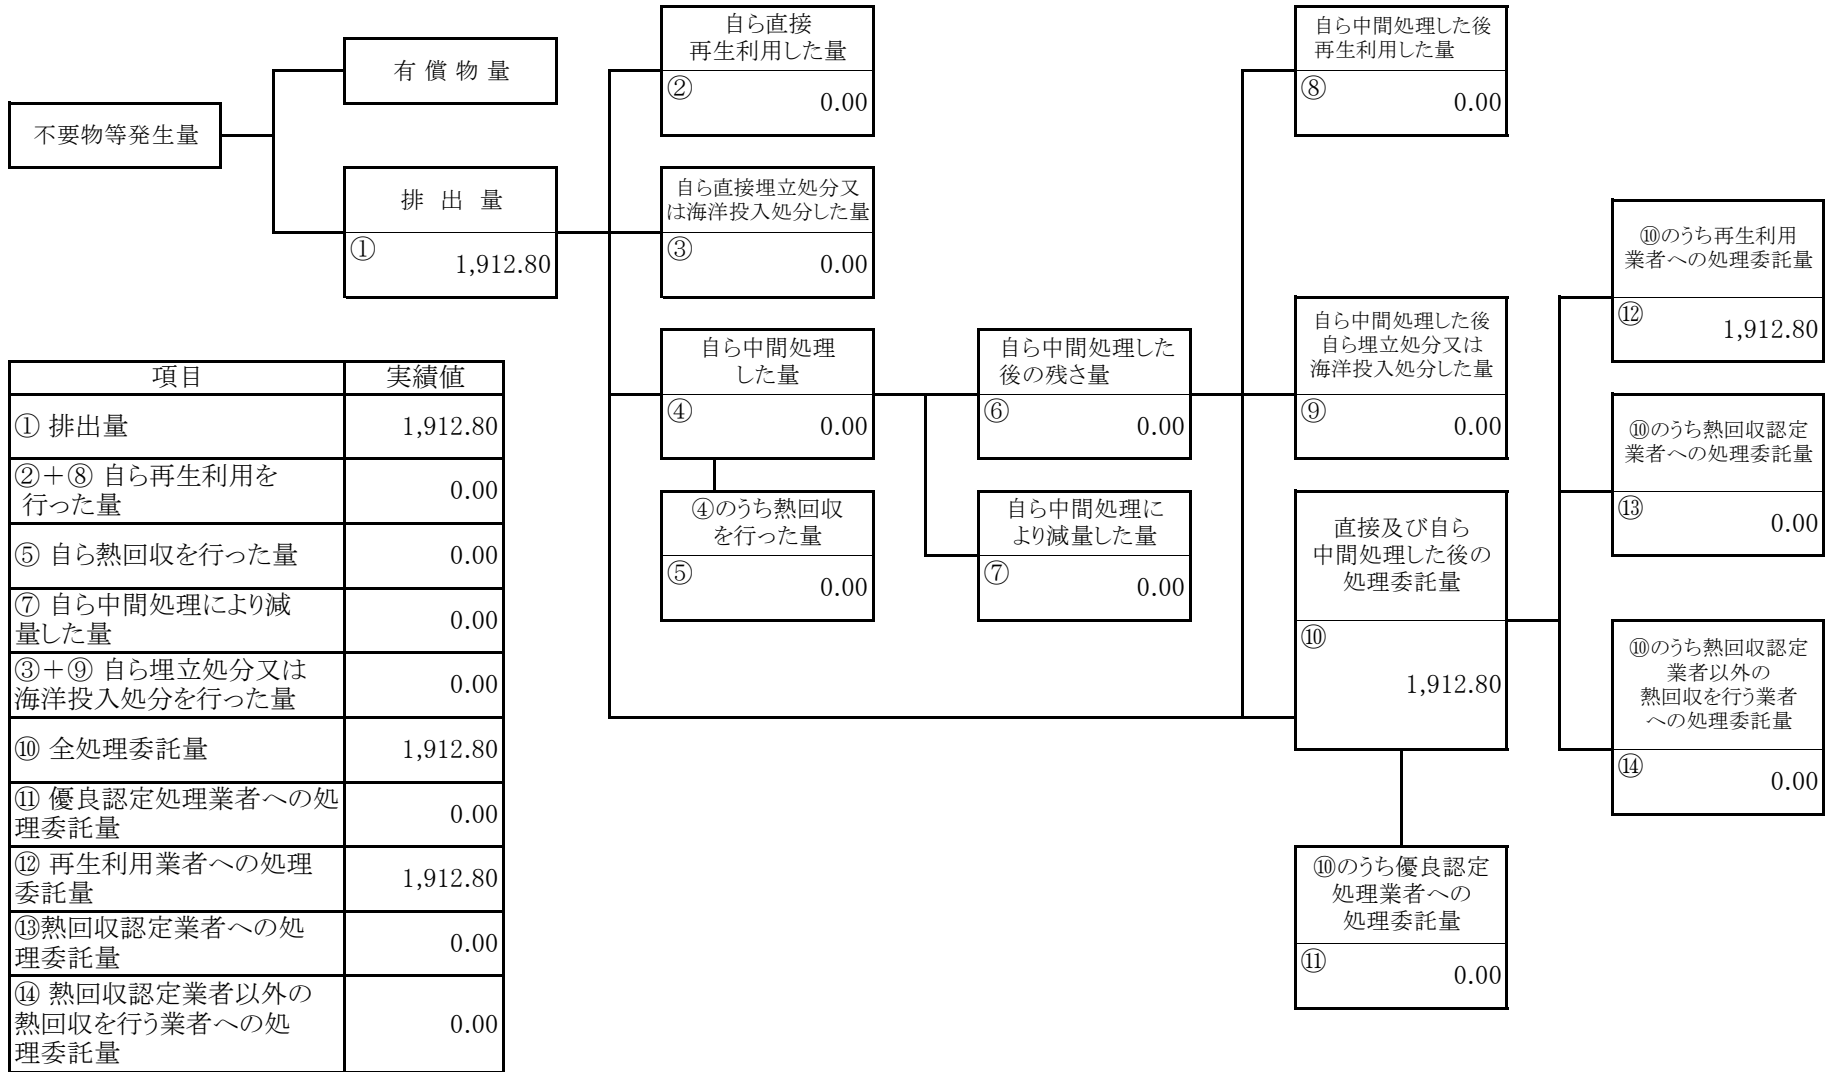 不要物等発生量
有 償 物 量
排 出 量
①
1,912.80
自ら直接
再生利用した量
②
0.00
自ら直接埋立処分又
は海洋投入処分した量
③
0.00
自ら中間処理
した量
④
0.00
④のうち熱回収
を行った量
⑤
0.00
自ら中間処理した
後の残さ量
⑥
0.00
自ら中間処理に
より減量した量
⑦
0.00
自ら中間処理した後
再生利用した量
⑧
0.00
自ら中間処理した後
自ら埋立処分又は
海洋投入処分した量
⑨
0.00
直接及び自ら
中間処理した後の
処理委託量
⑩
1,912.80
⑩のうち優良認定
処理業者への
処理委託量
⑪
0.00
⑩のうち再生利用
業者への処理委託量
⑫
1,912.80
⑩のうち熱回収認定
業者への処理委託量
⑬
0.00
⑩のうち熱回収認定
業者以外の
熱回収を行う業者
への処理委託量
⑭
0.00
項目 実績値
① 排出量 1,912.80
②＋⑧ 自ら再生利用を
行った量 0.00
⑤ 自ら熱回収を行った量 0.00
⑦ 自ら中間処理により減
量した量 0.00
③＋⑨ 自ら埋立処分又は
海洋投入処分を行った量 0.00
⑩ 全処理委託量 1,912.80
⑪ 優良認定処理業者への処
理委託量 0.00
⑫ 再生利用業者への処理
委託量 1,912.80
⑬熱回収認定業者への処
理委託量 0.00
⑭ 熱回収認定業者以外の
熱回収を行う業者への処
理委託量 0.00